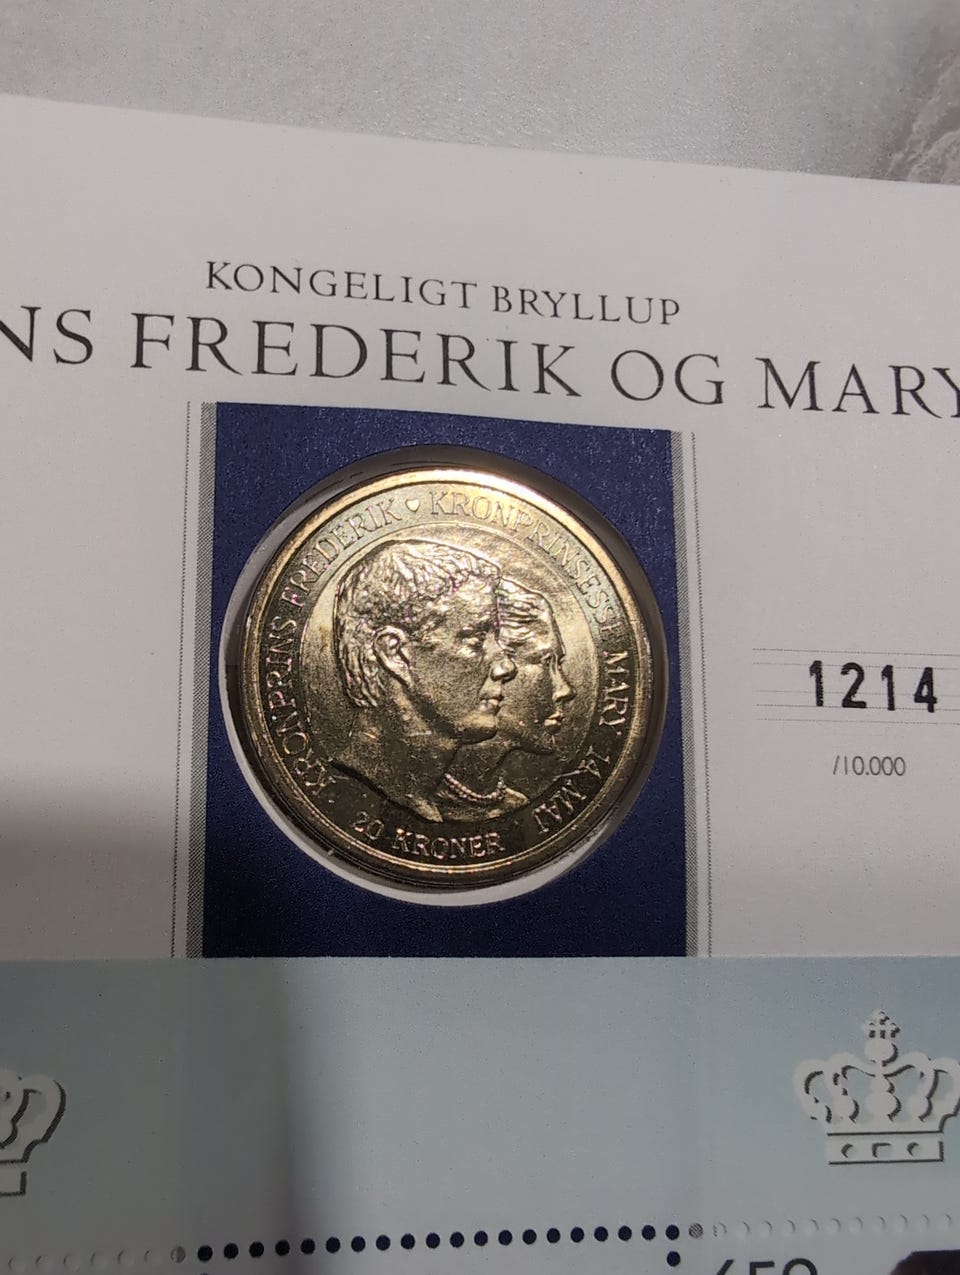 KONGELIGT BRYLLUP
NS FREDERIK OG MARY
KRONPRINS FREDERIK ♥ KRONPRINSESSE MARY 14. MAJ
20 KRONER
1214
/10.000